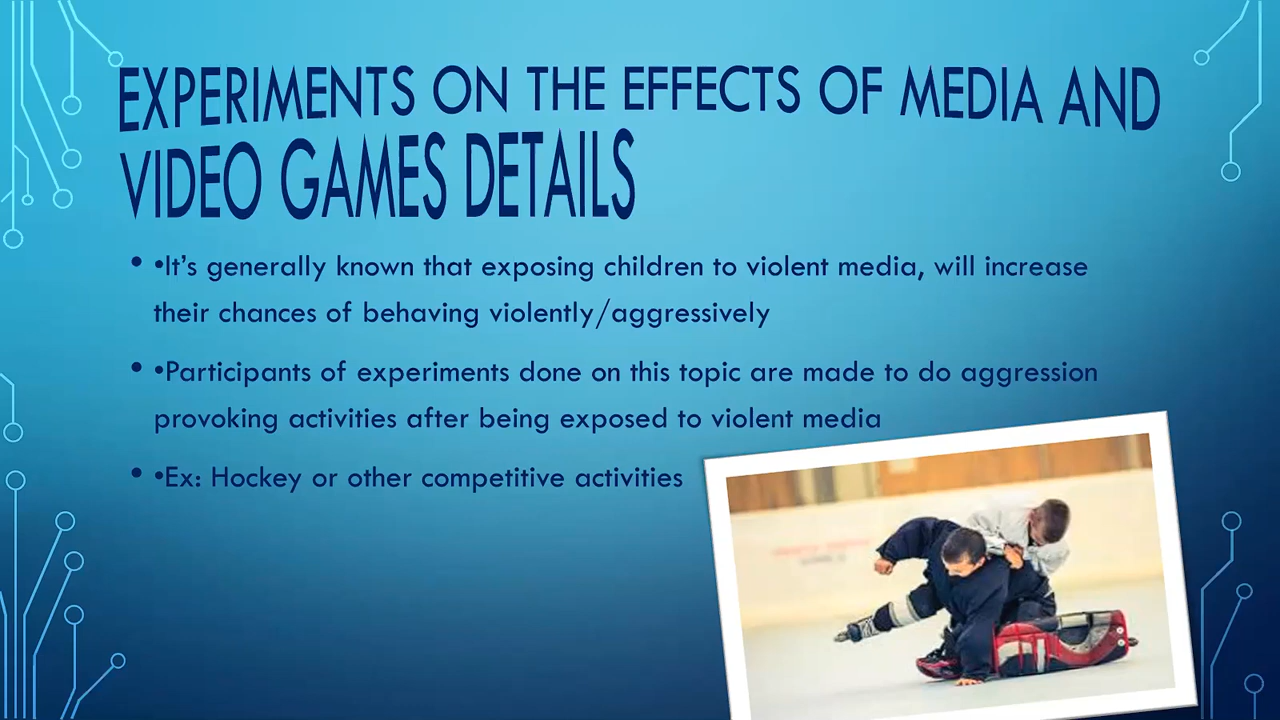 EXPERIMENTS ON THE EFFECTS OF MEDIA AND
VIDEO GAMES DETAILS
• •It's generally known that exposing children to violent media, will increase
their chances of behaving violently/aggressively
• •Participants of experiments done on this topic are made to do aggression
provoking activities after being exposed to violent media
• •Ex: Hockey or other competitive activities